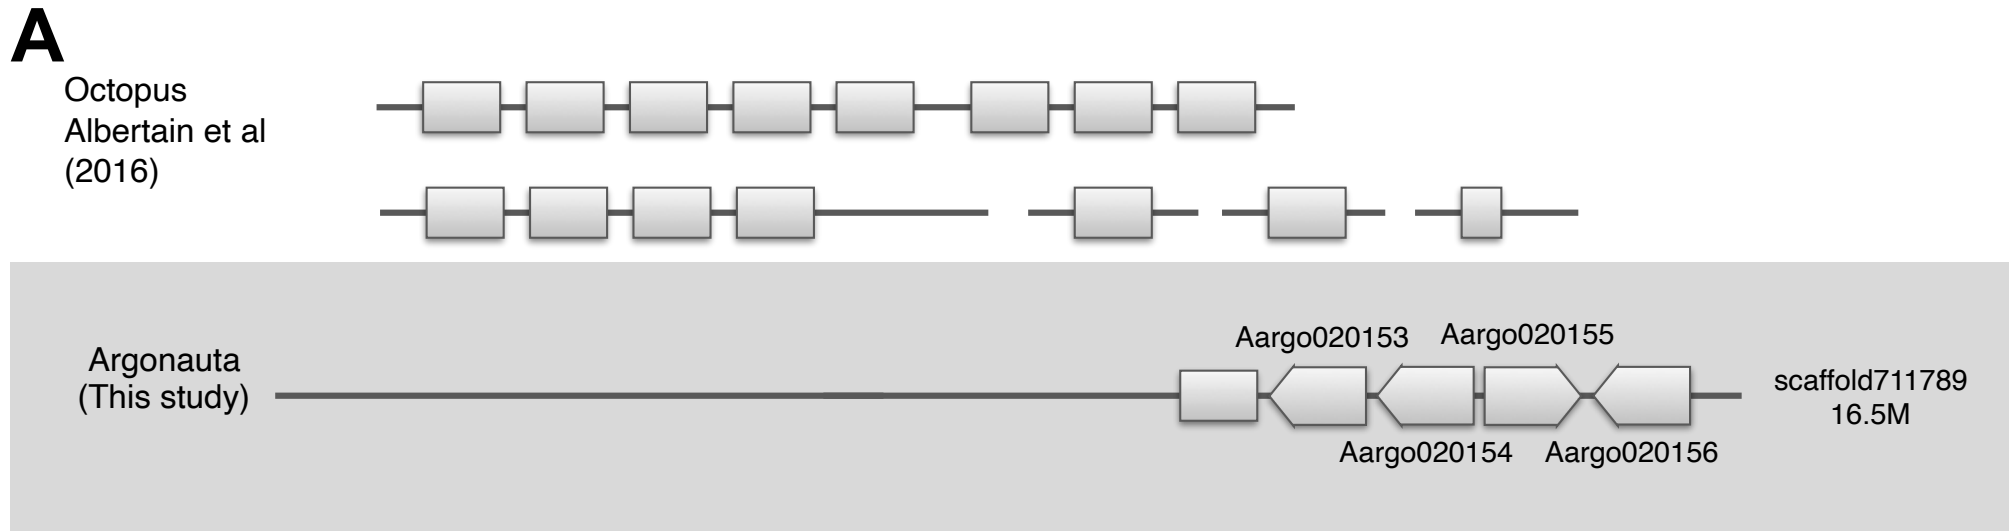 A
Octopus
Albertain et al
(2016)
Argonauta
(This study)
Aargo020153
Aargo020155
Aargo020154
Aargo020156
scaffold711789
16.5M